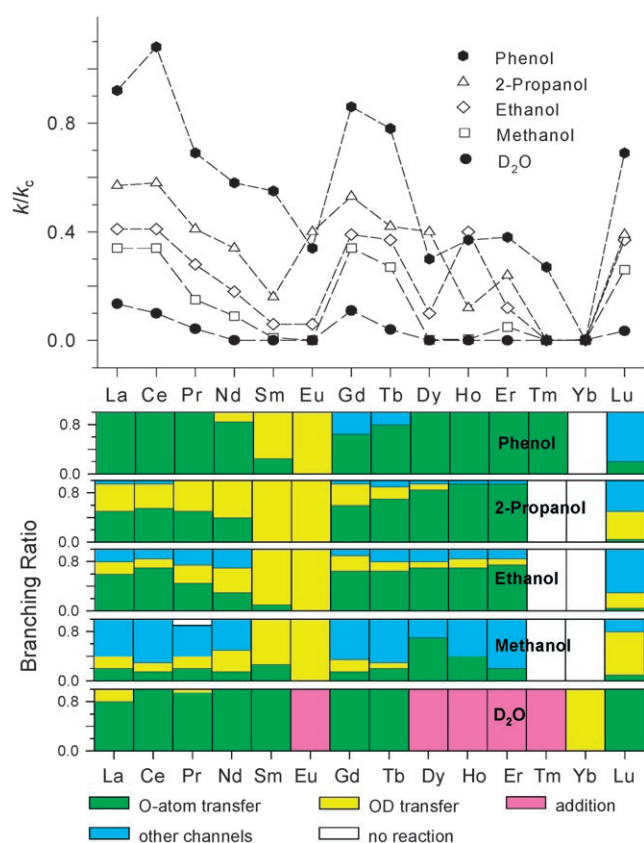 Phenol
2-Propanol
Ethanol
Methanol
D₂O
0.8
0.4
0.0
k/kc
La Ce Pr Nd Sm Eu Gd Tb Dy Ho Er Tm Yb Lu
0.8
0.0
Phenol
0.8
0.0
2-Propanol
0.8
0.0
Ethanol
0.8
0.0
Methanol
0.8
0.0
D₂O
Branching Ratio
La Ce Pr Nd Sm Eu Gd Tb Dy Ho Er Tm Yb Lu
O-atom transfer OD transfer addition
other channels no reaction